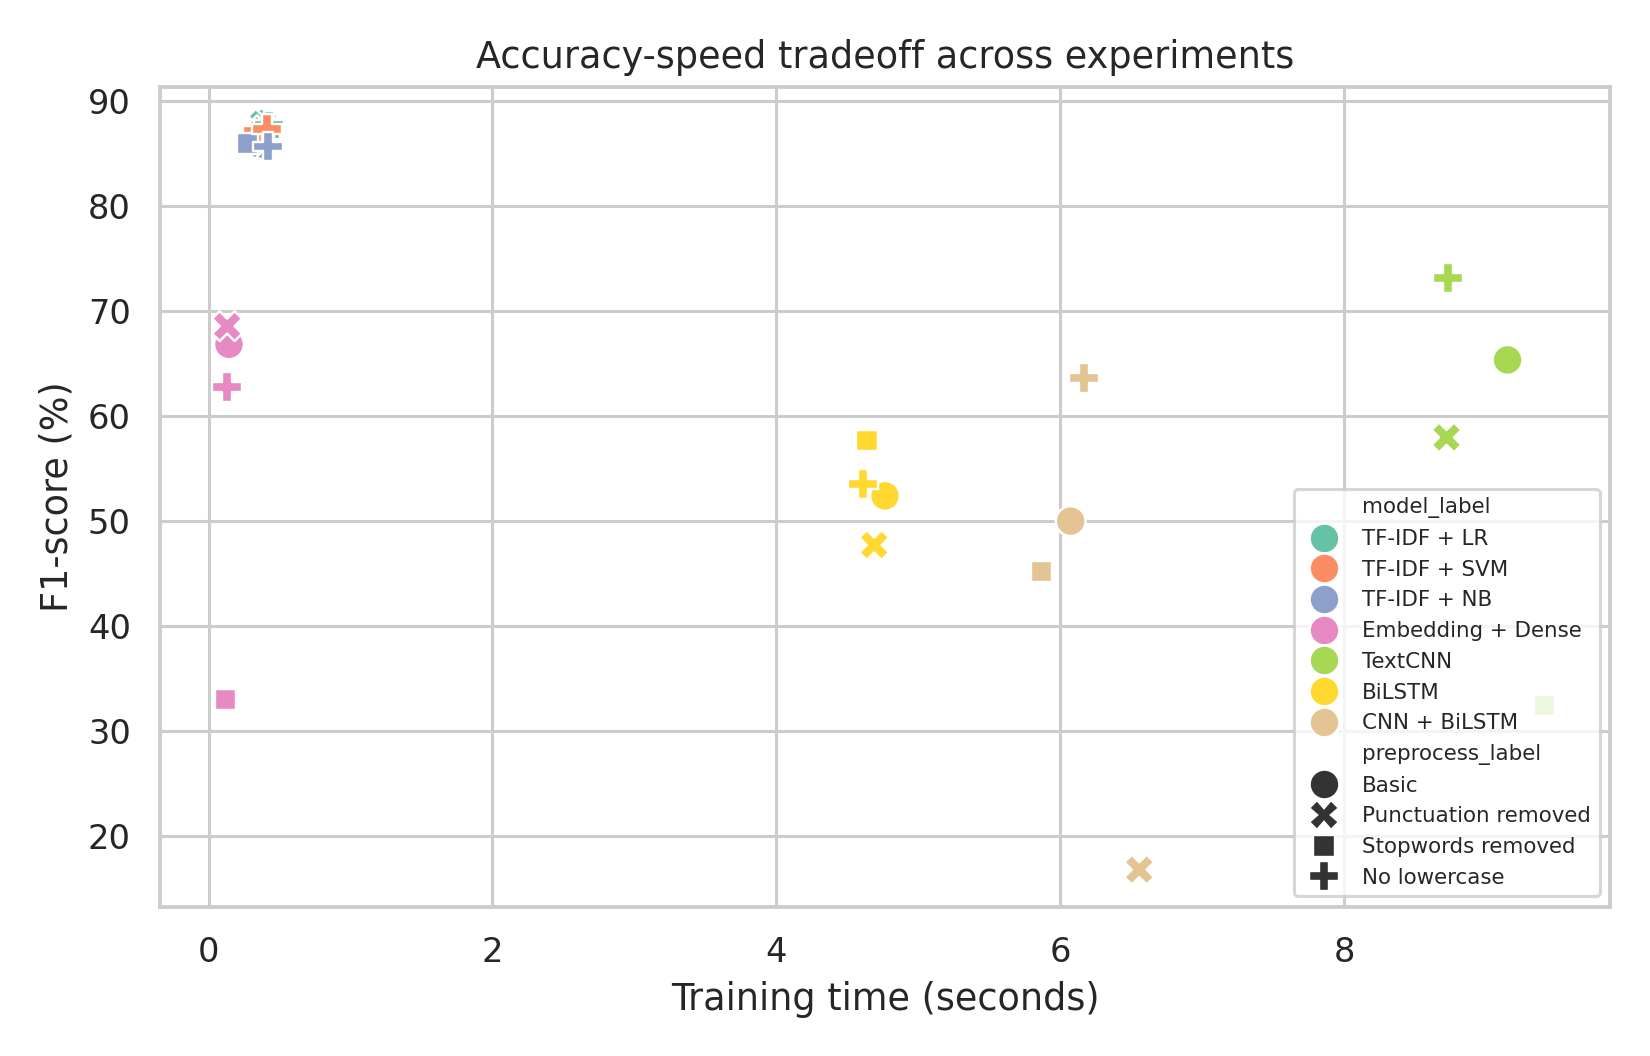 Accuracy-speed tradeoff across experiments
90
80
70
60
50
40
30
20
F1-score (%)
0
2
4
6
8
Training time (seconds)
model_label
TF-IDF + LR
TF-IDF + SVM
TF-IDF + NB
Embedding + Dense
TextCNN
BiLSTM
CNN + BiLSTM
preprocess_label
Basic
Punctuation removed
Stopwords removed
No lowercase